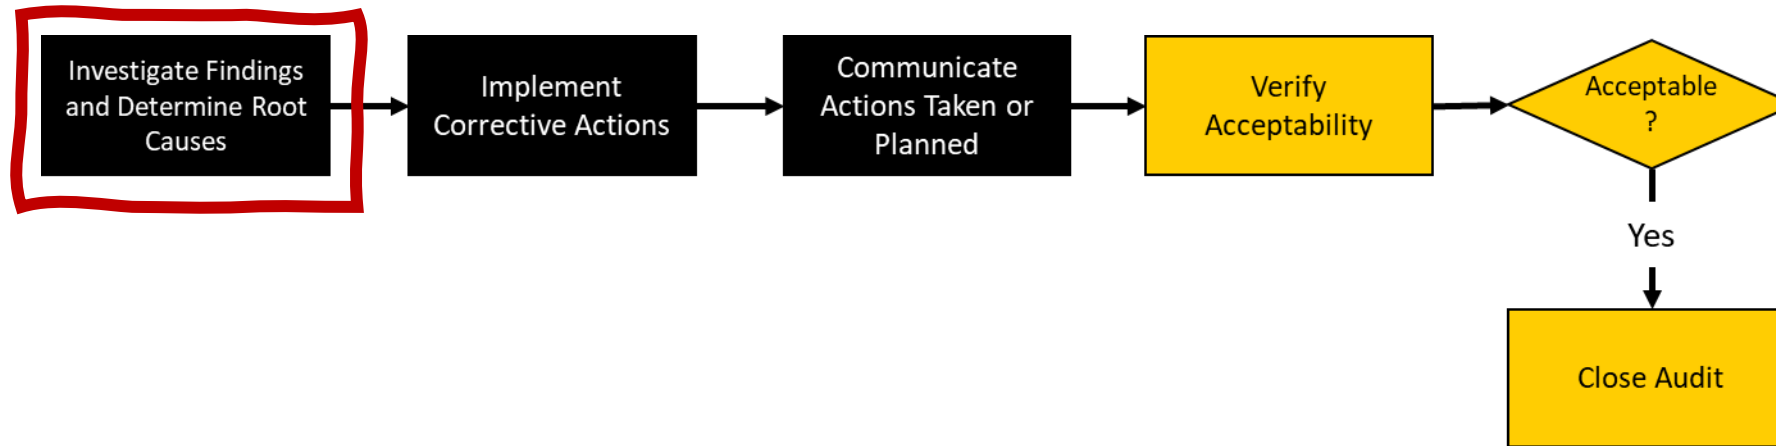 Investigate Findings
and Determine Root
Causes
Implement
Corrective Actions
Communicate
Actions Taken or
Planned
Verify
Acceptability
Acceptable
?
Yes
Close Audit